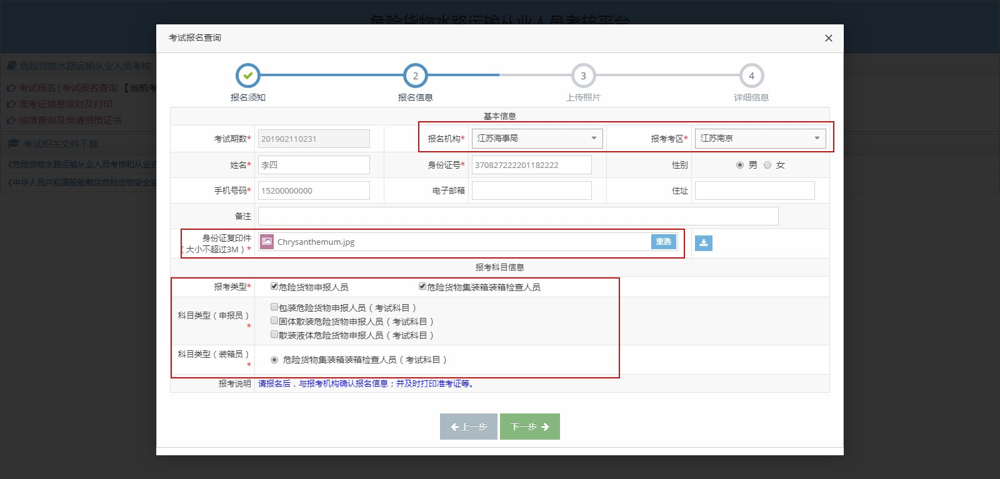 危险货物水路运输从业人员考核平台
考试报名查询
危险货物水路运输从业人员考核
考试报名|考试报名查询 【当前考
准考证信息核对及打印
成绩查询及申请资格证书
考试相关文件下载
《危险货物水路运输从业人员考核和从业资
《中华人民共和国船舶载运危险货物安全监
2 3 4
报名须知 报名信息 上传照片 详细信息
基本信息
考试期数* 201902110231 报名机构* 江苏海事局 报考考区* 江苏南京
姓名* 李四 身份证号* 370827222201182222 性别 男 女
手机号码* 15200000000 电子邮箱 住址
备注
身份证复印件
（大小不超过3M）* Chrysanthemum.jpg 重选
报考科目信息
报考类型* 危险货物申报人员 危险货物集装箱装箱检查人员
科目类型（申报员）
*
包装危险货物申报人员（考试科目）
固体散装危险货物申报人员（考试科目）
散装液体危险货物申报人员（考试科目）
科目类型（装箱员）
*
危险货物集装箱装箱检查人员（考试科目）
报考说明 请报名后，与报考机构确认报名信息；并及时打印准考证等。
上一步 下一步